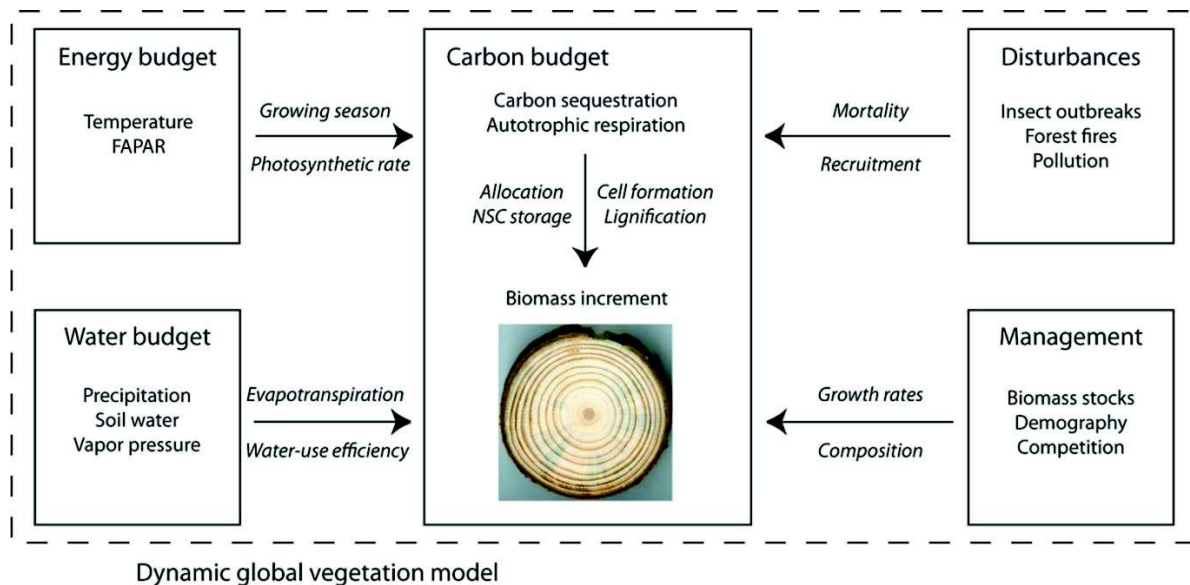 Energy budget
Temperature
FAPAR
Growing season
Photosynthetic rate
Water budget
Precipitation
Soil water
Vapor pressure
Evapotranspiration
Water-use efficiency
Carbon budget
Carbon sequestration
Autotrophic respiration
Allocation
NSC storage
Cell formation
Lignification
Biomass increment
Disturbances
Insect outbreaks
Forest fires
Pollution
Mortality
Recruitment
Management
Biomass stocks
Demography
Competition
Growth rates
Composition
Dynamic global vegetation model